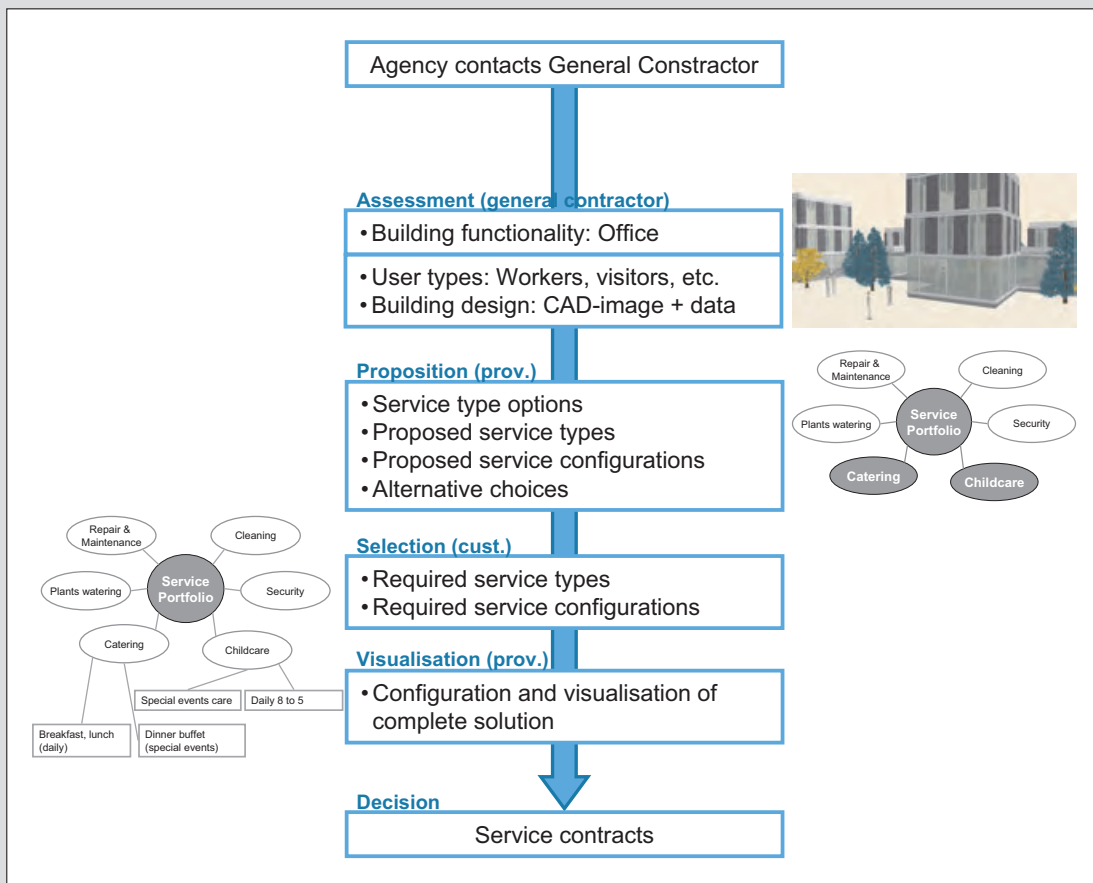 Agency contacts General Constractor
Assessment (general contractor)
•Building functionality: Office
•User types: Workers, visitors, etc.
•Building design: CAD-image + data
Proposition (prov.)
•Service type options
•Proposed service types
•Proposed service configurations
•Alternative choices
Repair &
Maintenance
Cleaning
Service
Portfolio
Plants watering
Security
Catering
Childcare
Selection (cust.)
•Required service types
•Required service configurations
Repair &
Maintenance
Cleaning
Service
Portfolio
Plants watering
Security
Catering
Childcare
Special events care
Daily 8 to 5
Breakfast, lunch
(daily)
Dinner buffet
(special events)
Visualisation (prov.)
•Configuration and visualisation of
complete solution
Decision
Service contracts